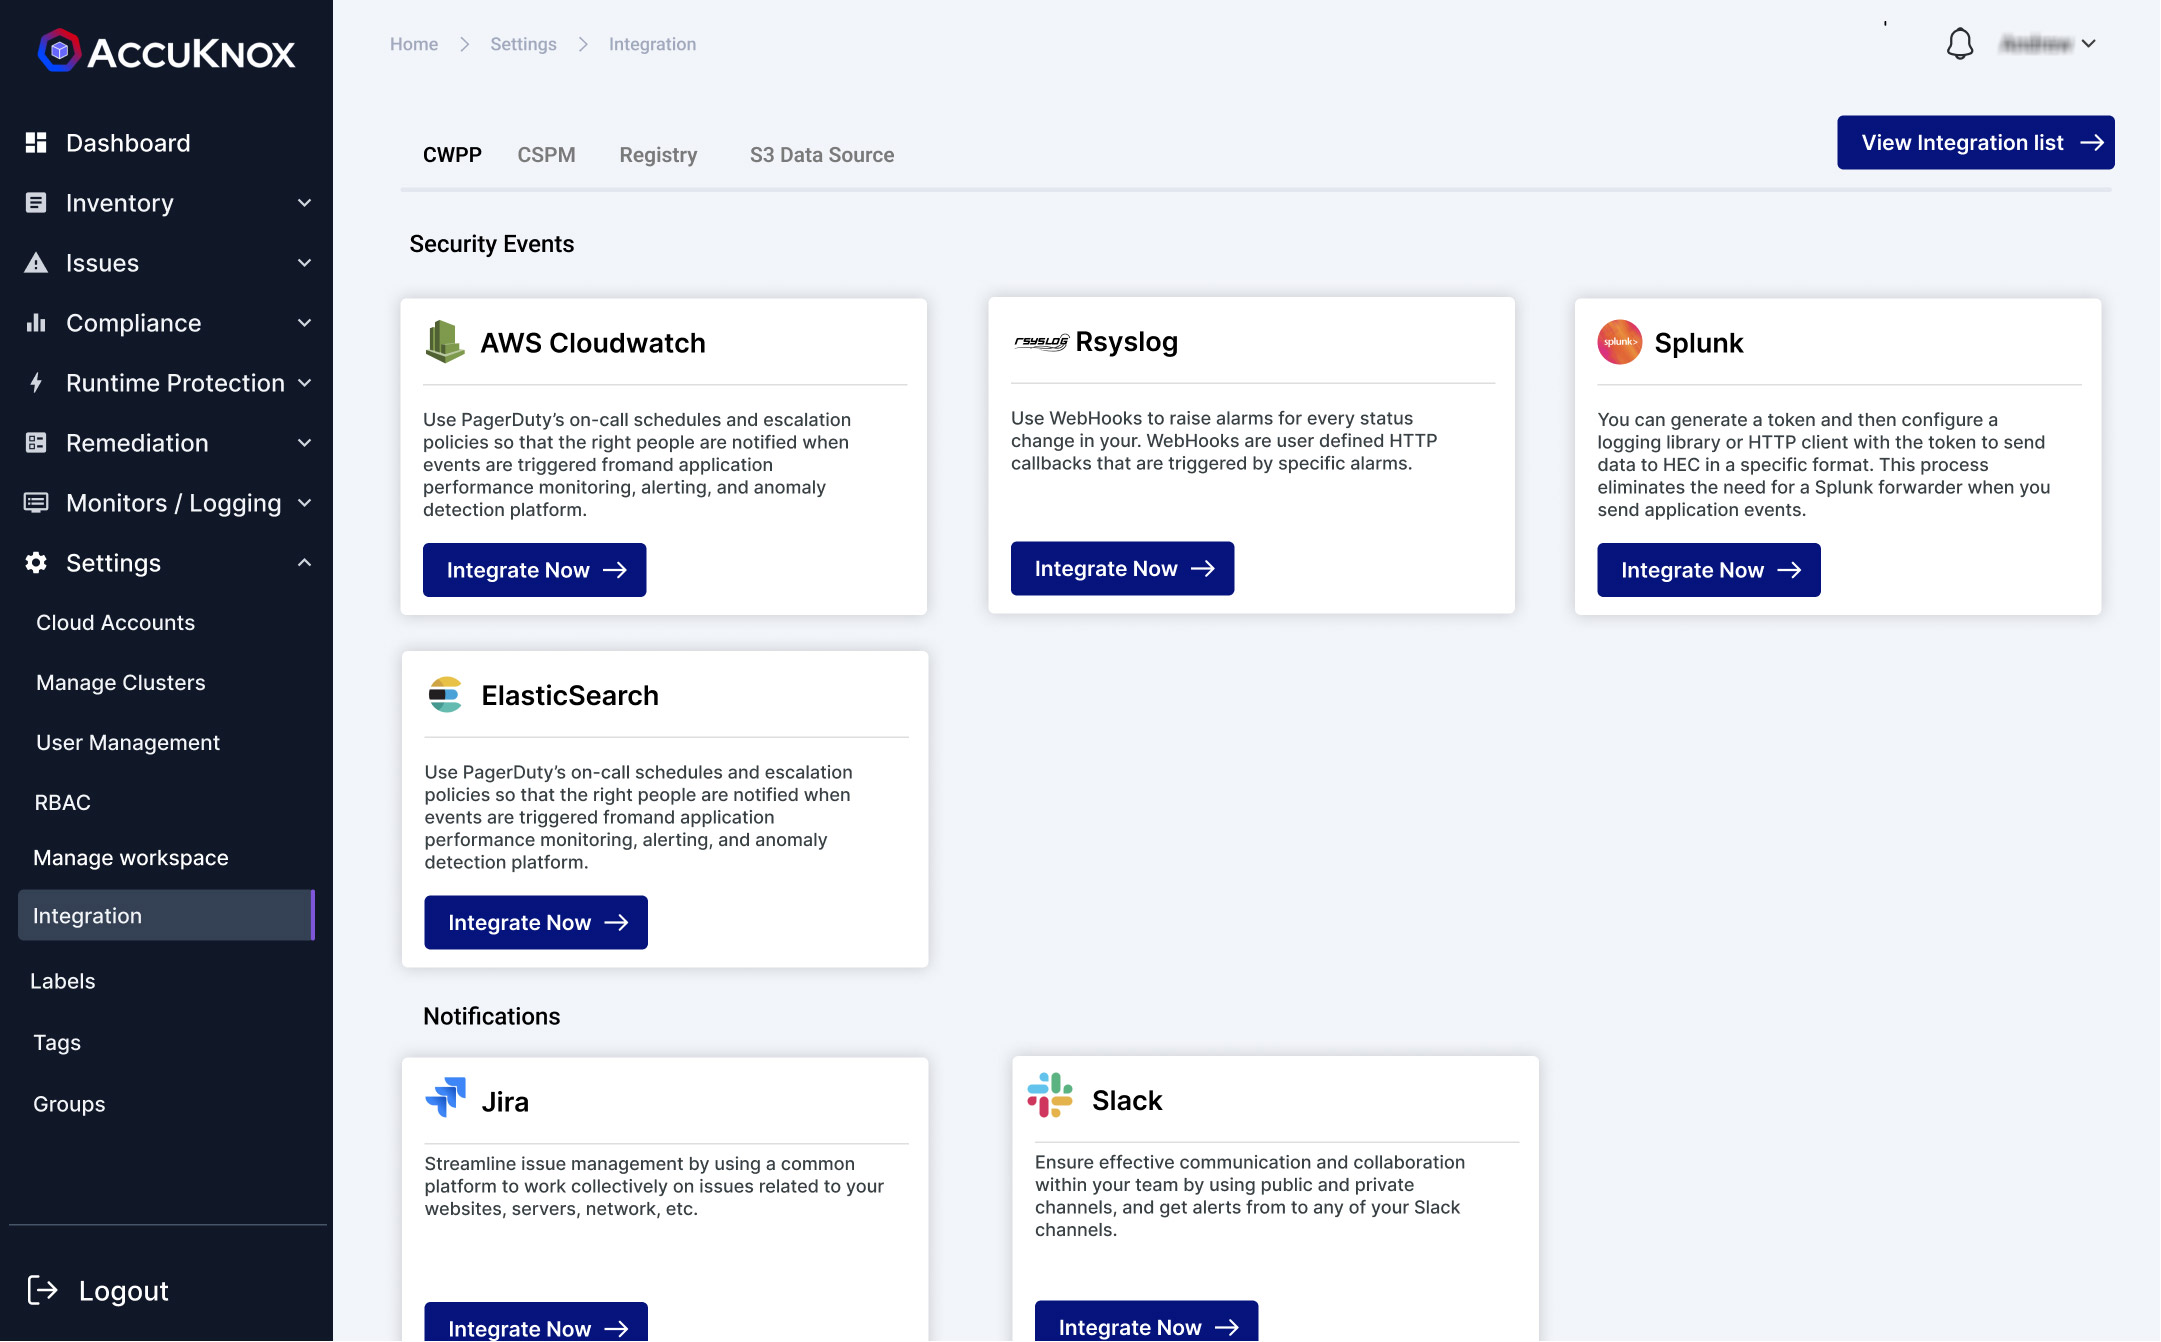 ACCUKNOX
Dashboard
Inventory
Issues
Compliance
Runtime Protection
Remediation
Monitors / Logging
Settings
Cloud Accounts
Manage Clusters
User Management
RBAC
Manage workspace
Integration
Labels
Tags
Groups
Logout
Home > Settings > Integration
CWPP CSPM Registry S3 Data Source
View Integration list →
Security Events
AWS Cloudwatch
Use PagerDuty’s on-call schedules and escalation
policies so that the right people are notified when
events are triggered fromand application
performance monitoring, alerting, and anomaly
detection platform.
Integrate Now →
RSYSLOG Rsyslog
Use WebHooks to raise alarms for every status
change in your. WebHooks are user defined HTTP
callbacks that are triggered by specific alarms.
Integrate Now →
splunk> Splunk
You can generate a token and then configure a
logging library or HTTP client with the token to send
data to HEC in a specific format. This process
eliminates the need for a Splunk forwarder when you
send application events.
Integrate Now →
ElasticSearch
Use PagerDuty’s on-call schedules and escalation
policies so that the right people are notified when
events are triggered fromand application
performance monitoring, alerting, and anomaly
detection platform.
Integrate Now →
Notifications
Jira
Streamline issue management by using a common
platform to work collectively on issues related to your
websites, servers, network, etc.
Integrate Now →
Slack
Ensure effective communication and collaboration
within your team by using public and private
channels, and get alerts from to any of your Slack
channels.
Integrate Now →